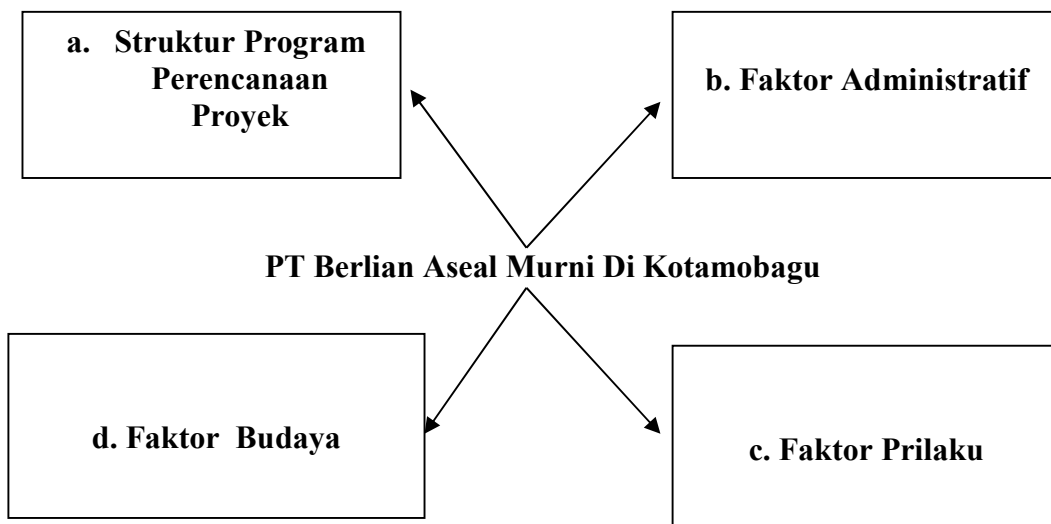 a. Struktur Program
Perencanaan
Proyek
b. Faktor Administratif
PT Berlian Aseal Murni Di Kotamobagu
d. Faktor Budaya
c. Faktor Prilaku